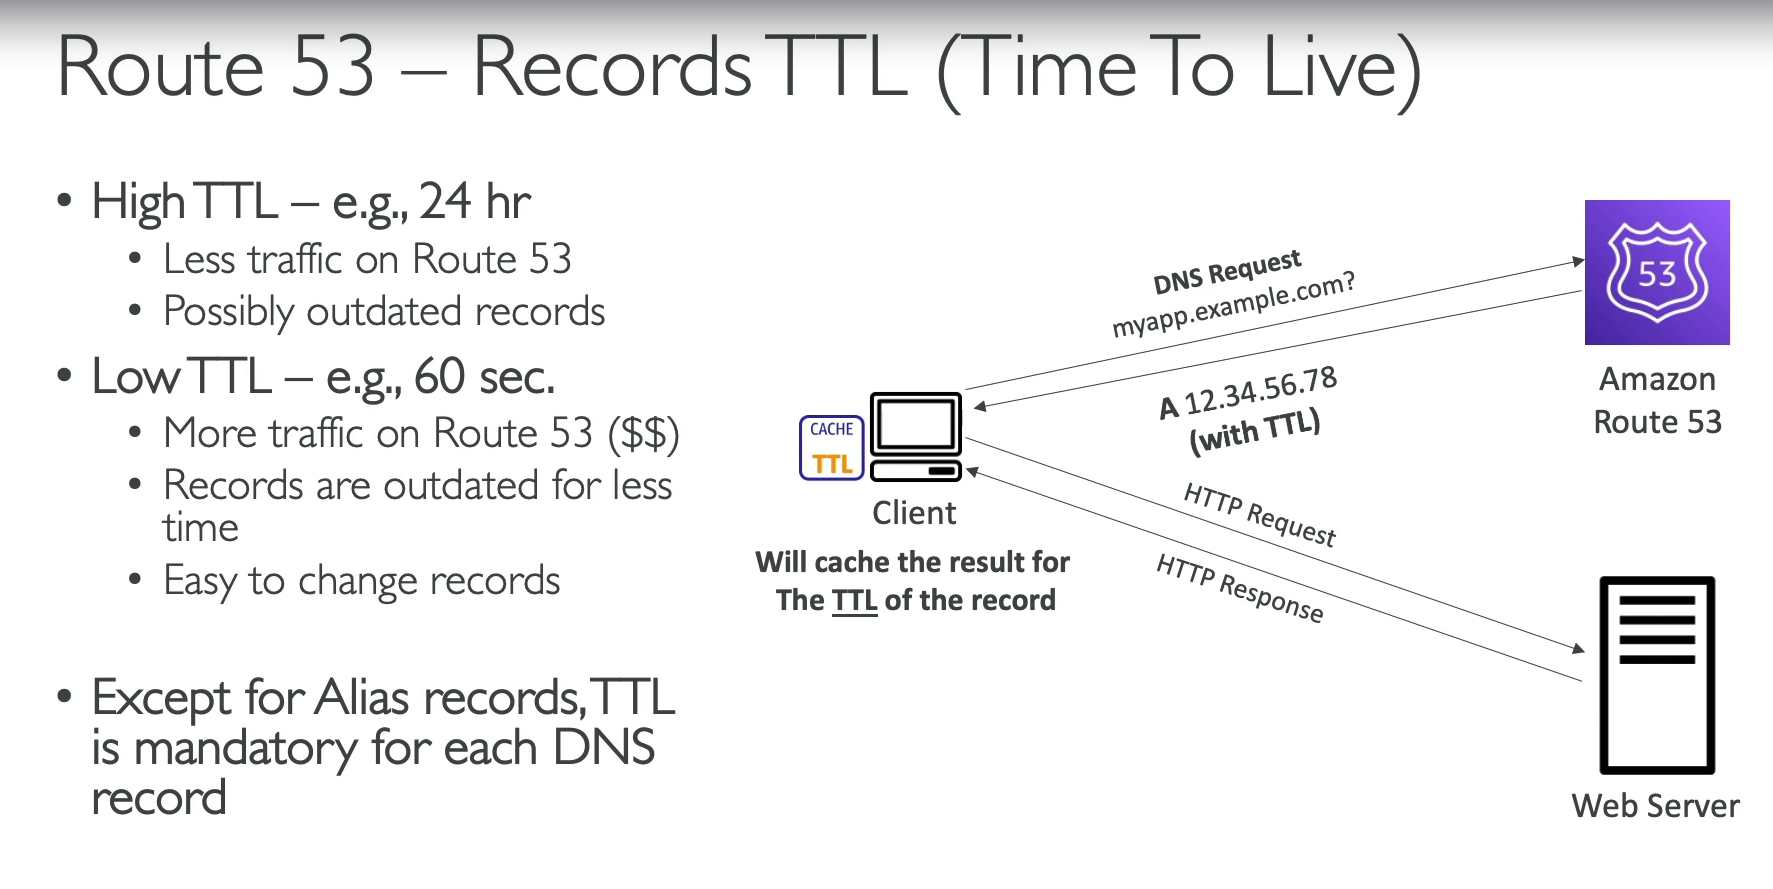 Route 53 – Records TTL (Time To Live)
• High TTL – e.g., 24 hr
• Less traffic on Route 53
• Possibly outdated records
• Low TTL – e.g., 60 sec.
• More traffic on Route 53 ($$)
• Records are outdated for less
time
• Easy to change records
• Except for Alias records, TTL
is mandatory for each DNS
record
DNS Request
myapp.example.com?
53
Amazon
Route 53
A 12.34.56.78
(with TTL)
CACHE
TTL
Client
Will cache the result for
The TTL of the record
HTTP Request
HTTP Response
Web Server